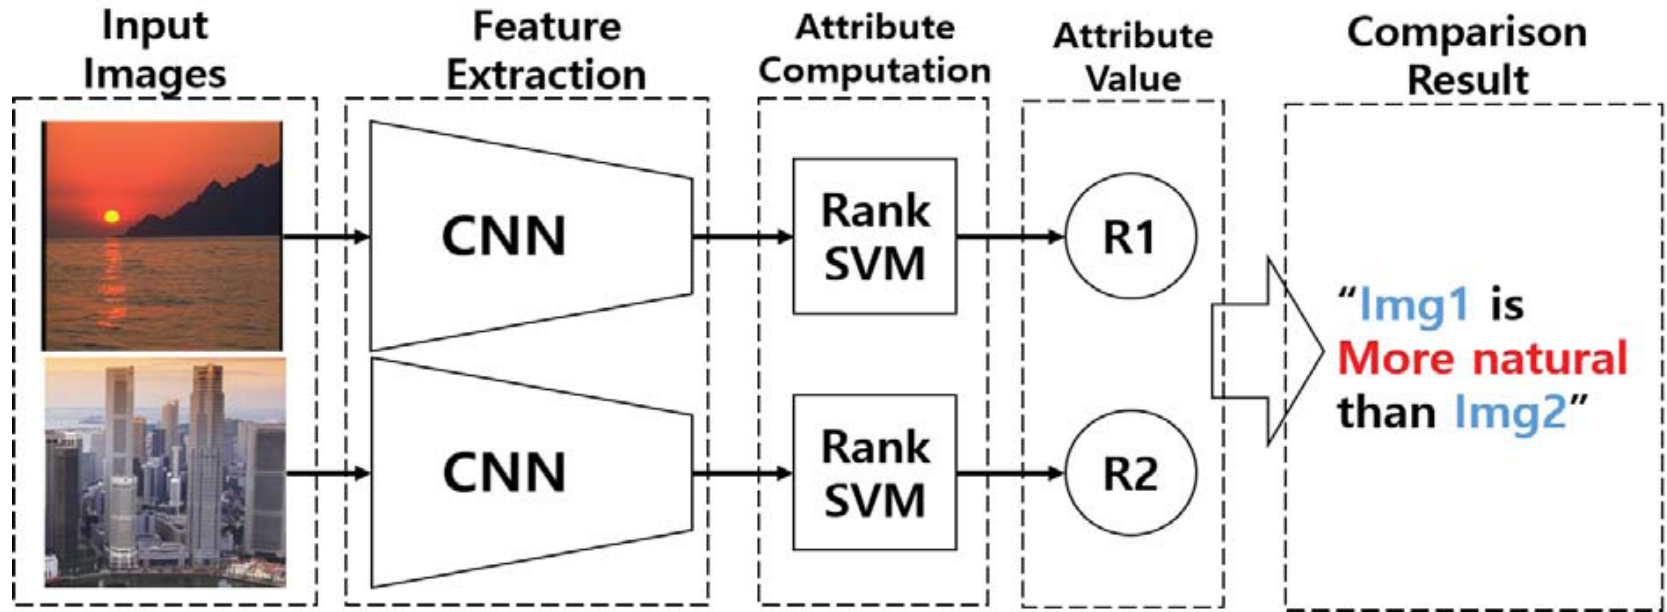 Input
Images
Feature
Extraction
Attribute
Computation
Attribute
Value
Comparison
Result
CNN
Rank
SVM
R1
CNN
Rank
SVM
R2
“Img1 is
More natural
than Img2”